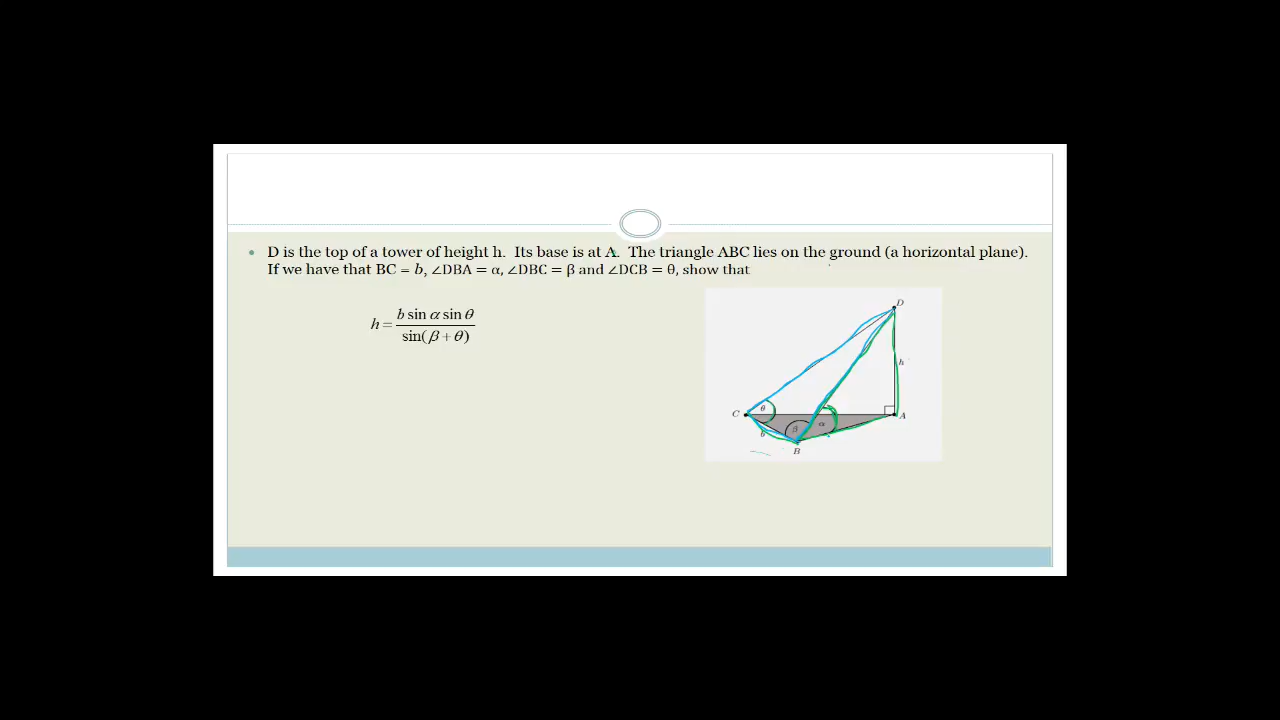 D is the top of a tower of height h. Its base is at A. The triangle ABC lies on the ground (a horizontal plane).
If we have that BC = b, ∠DBA = α, ∠DBC = β and ∠DCB = θ, show that
h = b sin α sin θ / sin(β + θ)
D
h
C
θ
A
β
α
B